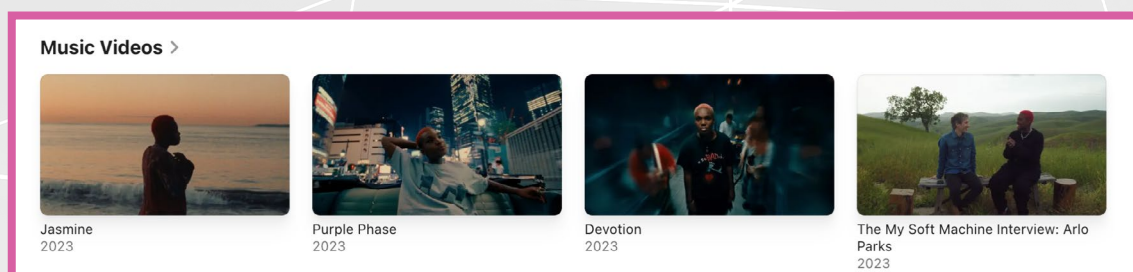 Music Videos >
Jasmine
2023
Purple Phase
2023
Devotion
2023
The My Soft Machine Interview: Arlo
Parks
2023